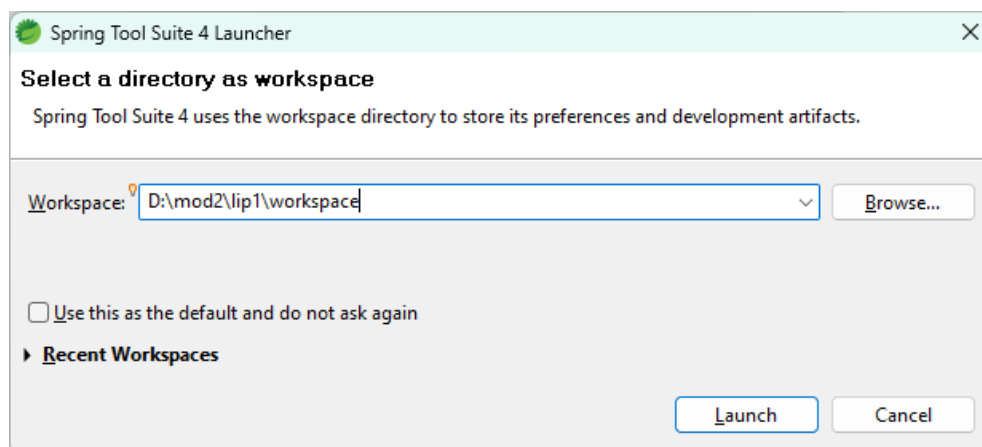 Spring Tool Suite 4 Launcher
Select a directory as workspace
Spring Tool Suite 4 uses the workspace directory to store its preferences and development artifacts.
Workspace: D:\mod2\lip1\workspace Browse...
Use this as the default and do not ask again
Recent Workspaces
Launch Cancel